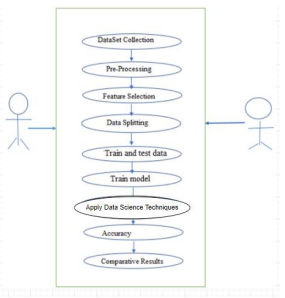 DataSet Collection
Pre-Processing
Feature Selection
Data Splitting
Train and test data
Train model
Apply Data Science Techniques
Accuracy
Comparative Results